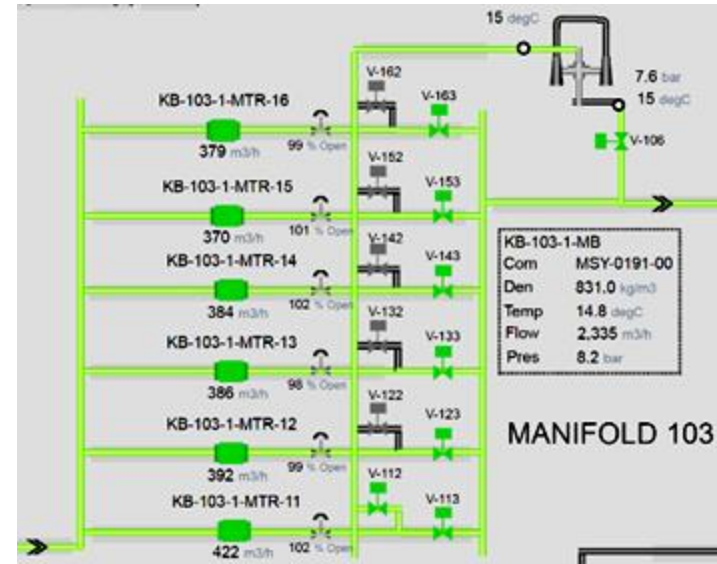 15 degC
V-162
7.6 bar
KB-103-1-MTR-16
V-163
15 degC
379 m3/h
99 % Open
V-106
V-152
KB-103-1-MTR-15
V-153
370 m3/h
101 % Open
V-142
KB-103-1-MB
KB-103-1-MTR-14
V-143
Com MSY-0191-00
384 m3/h
102 % Open
Den 831.0 kg/m3
V-132
Temp 14.8 degC
KB-103-1-MTR-13
V-133
Flow 2,335 m3/h
Pres 8.2 bar
386 m3/h
98 % Open
V-122
KB-103-1-MTR-12
V-123
MANIFOLD 103
392 m3/h
99 % Open
V-112
KB-103-1-MTR-11
V-113
422 m3/h
102 % Open